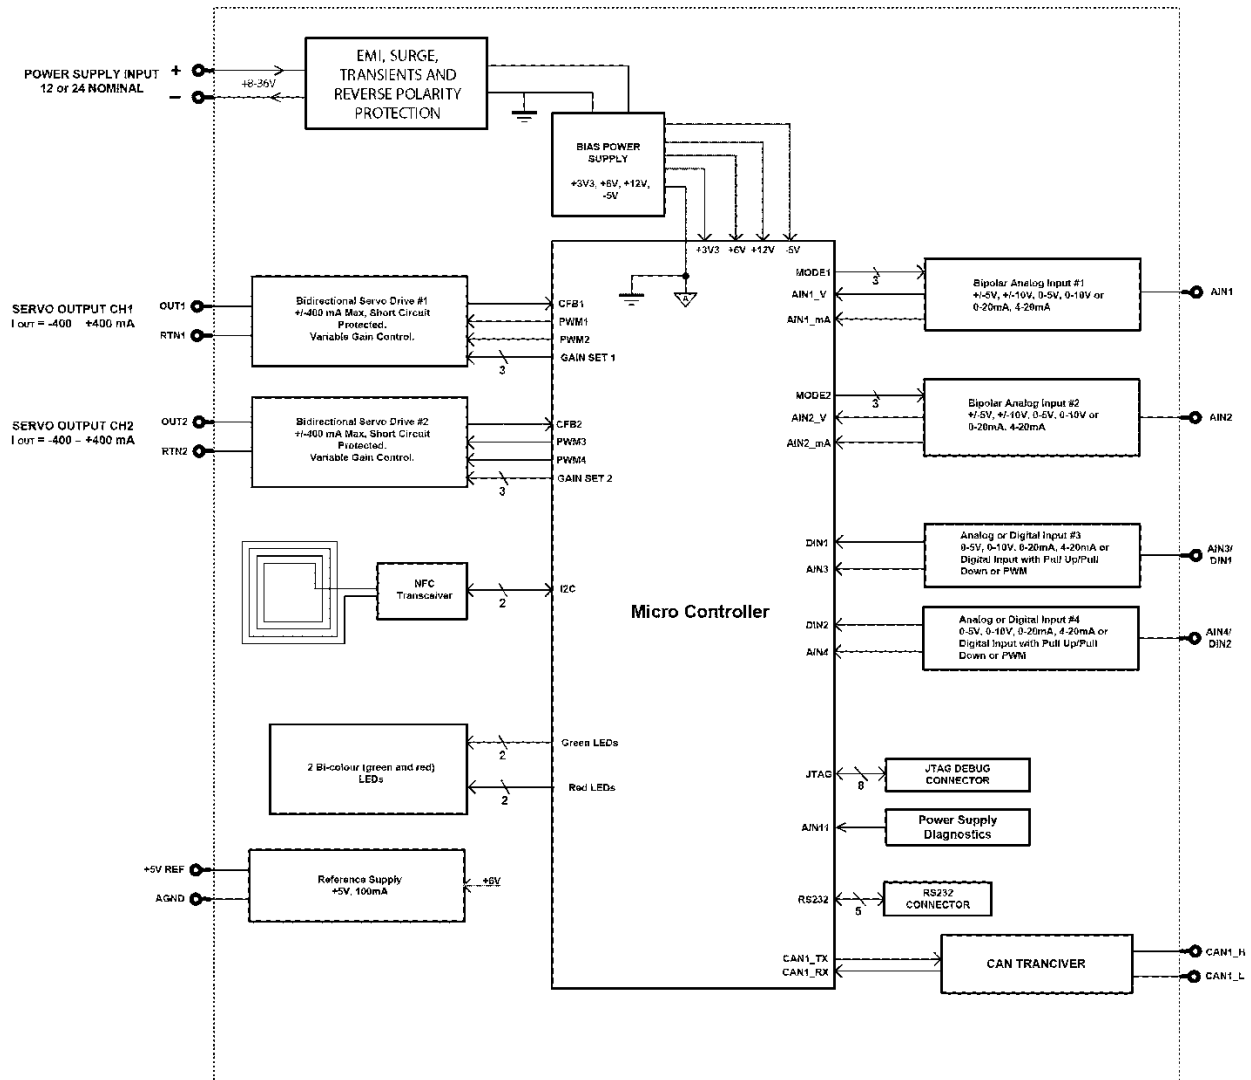 POWER SUPPLY INPUT
12 or 24 NOMINAL
+
−
+8-36V
EMI, SURGE,
TRANSIENTS AND
REVERSE POLARITY
PROTECTION
BIAS POWER
SUPPLY
+3V3, +6V, +12V,
-5V
+3V3 +6V +12V -5V
A
SERVO OUTPUT CH1
I OUT = -400 +400 mA
OUT1
RTN1
Bidirectional Servo Drive #1
+/-400 mA Max, Short Circuit
Protected.
Variable Gain Control.
CFB1
PWM1
PWM2
GAIN SET 1
3
SERVO OUTPUT CH2
I OUT = -400 – +400 mA
OUT2
RTN2
Bidirectional Servo Drive #2
+/-400 mA Max, Short Circuit
Protected.
Variable Gain Control.
CFB2
PWM3
PWM4
GAIN SET 2
3
NFC
Transceiver
2
I2C
2 Bi-colour (green and red)
LEDs
2
Green LEDs
2
Red LEDs
+5V REF
AGND
Reference Supply
+5V, 100mA
+6V
Micro Controller
MODE1
3
AIN1_V
AIN1_mA
Bipolar Analog Input #1
+/-5V, +/-10V, 0-5V, 0-10V or
0-20mA, 4-20mA
AIN1
MODE2
3
AIN2_V
AIN2_mA
Bipolar Analog Input #2
+/-5V, +/-10V, 0-5V, 0-10V or
0-20mA, 4-20mA
AIN2
DIN1
AIN3
Analog or Digital Input #3
0-5V, 0-10V, 0-20mA, 4-20mA or
Digital Input with Pull Up/Pull
Down or PWM
AIN3/
DIN1
DIN2
AIN4
Analog or Digital Input #4
0-5V, 0-10V, 0-20mA, 4-20mA or
Digital Input with Pull Up/Pull
Down or PWM
AIN4/
DIN2
JTAG
8
JTAG DEBUG
CONNECTOR
AIN11
Power Supply
Diagnostics
RS232
5
RS232
CONNECTOR
CAN1_TX
CAN1_RX
CAN TRANCIVER
CAN1_H
CAN1_L